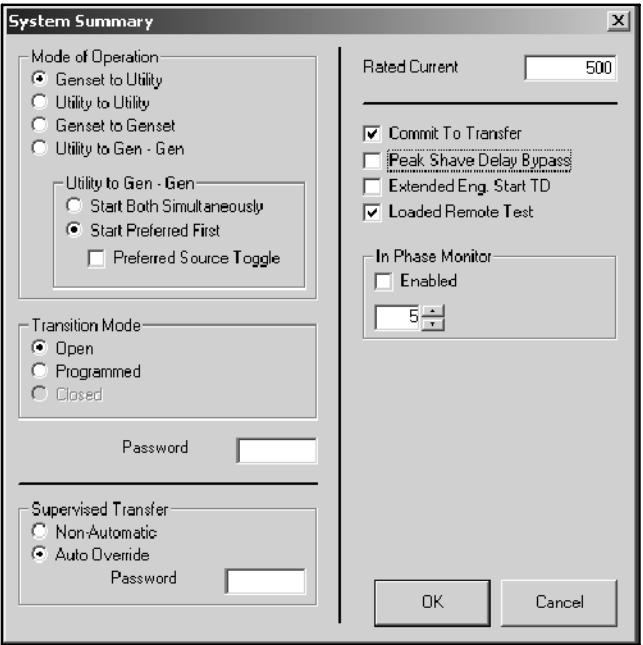 System Summary
Mode of Operation
Genset to Utility
Utility to Utility
Genset to Genset
Utility to Gen - Gen
Utility to Gen - Gen
Start Both Simultaneously
Start Preferred First
Preferred Source Toggle
Transition Mode
Open
Programmed
Closed
Password
Supervised Transfer
Non-Automatic
Auto Override
Password
Rated Current 500
Commit To Transfer
Peak Shave Delay Bypass
Extended Eng. Start TD
Loaded Remote Test
In Phase Monitor
Enabled
5
OK Cancel